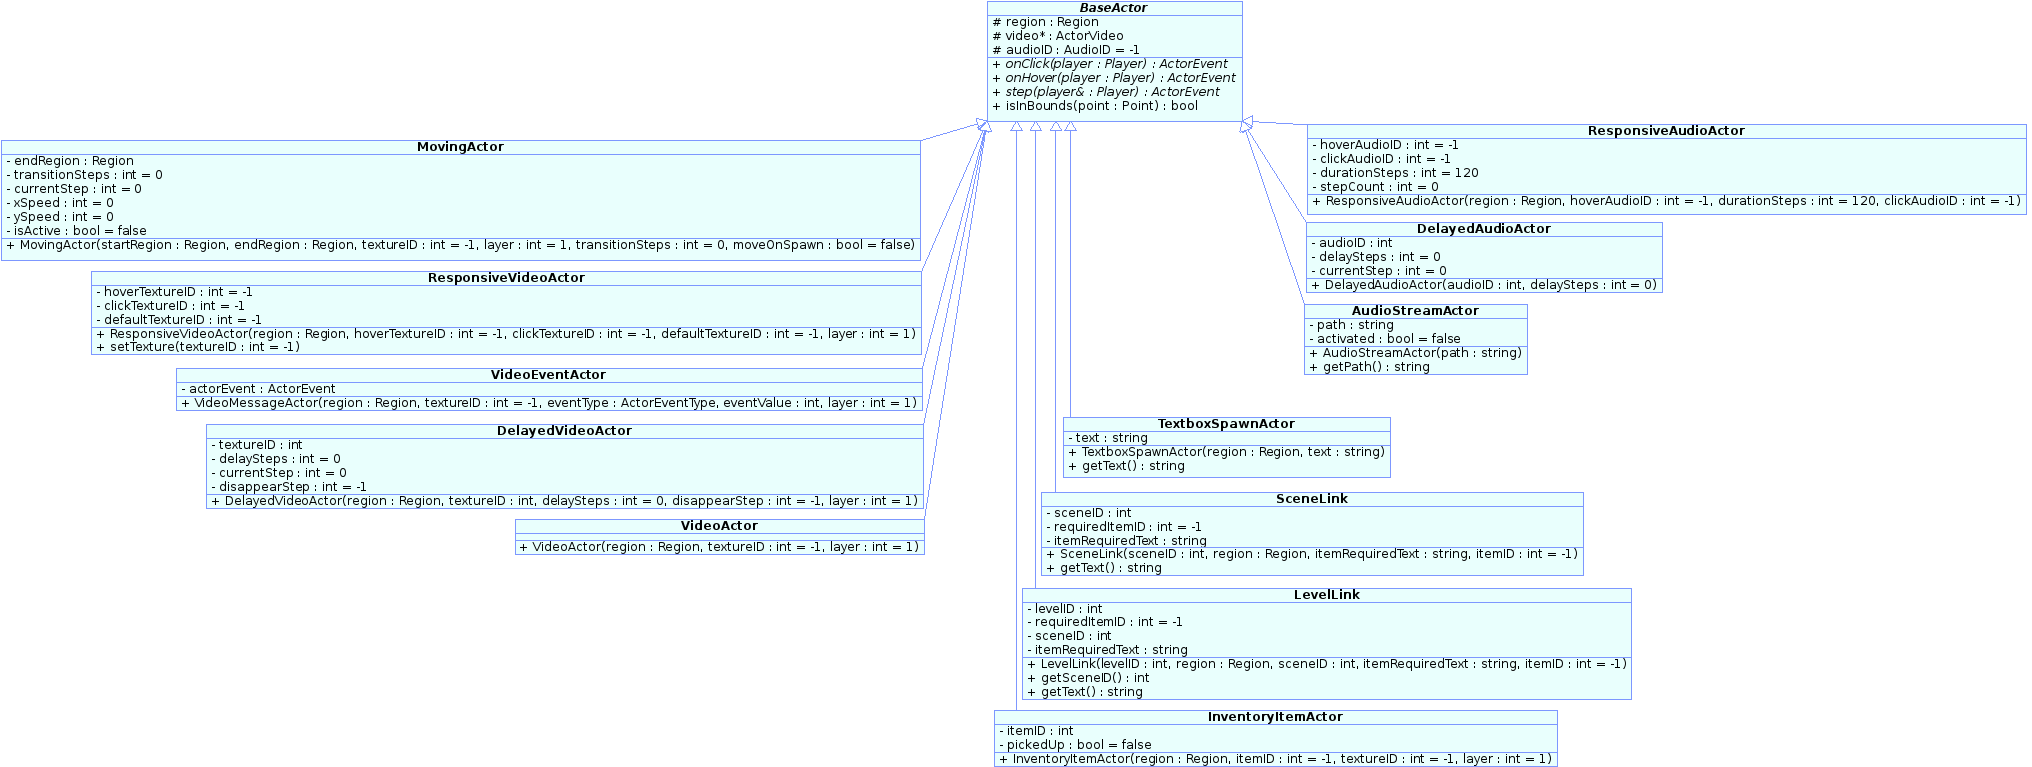 BaseActor
# region : Region
# video* : ActorVideo
# audioID : AudioID = -1
+ onClick(player : Player) : ActorEvent
+ onHover(player : Player) : ActorEvent
+ step(player& : Player) : ActorEvent
+ isInBounds(point : Point) : bool
MovingActor
- endRegion : Region
- transitionSteps : int = 0
- currentStep : int = 0
- xSpeed : int = 0
- ySpeed : int = 0
- isActive : bool = false
+ MovingActor(startRegion : Region, endRegion : Region, textureID : int = -1, layer : int = 1, transitionSteps : int = 0, moveOnSpawn : bool = false)
ResponsiveVideoActor
- hoverTextureID : int = -1
- clickTextureID : int = -1
- defaultTextureID : int = -1
+ ResponsiveVideoActor(region : Region, hoverTextureID : int = -1, clickTextureID : int = -1, defaultTextureID : int = -1, layer : int = 1)
+ setTexture(textureID : int = -1)
VideoEventActor
- actorEvent : ActorEvent
+ VideoMessageActor(region : Region, textureID : int = -1, eventType : ActorEventType, eventValue : int, layer : int = 1)
DelayedVideoActor
- textureID : int
- delaySteps : int = 0
- currentStep : int = 0
- disappearStep : int = -1
+ DelayedVideoActor(region : Region, textureID : int, delaySteps : int = 0, disappearStep : int = -1, layer : int = 1)
VideoActor
+ VideoActor(region : Region, textureID : int = -1, layer : int = 1)
ResponsiveAudioActor
- hoverAudioID : int = -1
- clickAudioID : int = -1
- durationSteps : int = 120
- stepCount : int = 0
+ ResponsiveAudioActor(region : Region, hoverAudioID : int = -1, durationSteps : int = 120, clickAudioID : int = -1)
DelayedAudioActor
- audioID : int
- delaySteps : int = 0
- currentStep : int = 0
+ DelayedAudioActor(audioID : int, delaySteps : int = 0)
AudioStreamActor
- path : string
- activated : bool = false
+ AudioStreamActor(path : string)
+ getPath() : string
TextboxSpawnActor
- text : string
+ TextboxSpawnActor(region : Region, text : string)
+ getText() : string
SceneLink
- sceneID : int
- requiredItemID : int = -1
- itemRequiredText : string
+ SceneLink(sceneID : int, region : Region, itemRequiredText : string, itemID : int = -1)
+ getText() : string
LevelLink
- levelID : int
- requiredItemID : int = -1
- sceneID : int
- itemRequiredText : string
+ LevelLink(levelID : int, region : Region, sceneID : int, itemRequiredText : string, itemID : int = -1)
+ getSceneID() : int
+ getText() : string
InventoryItemActor
- itemID : int
- pickedUp : bool = false
+ InventoryItemActor(region : Region, itemID : int = -1, textureID : int = -1, layer : int = 1)